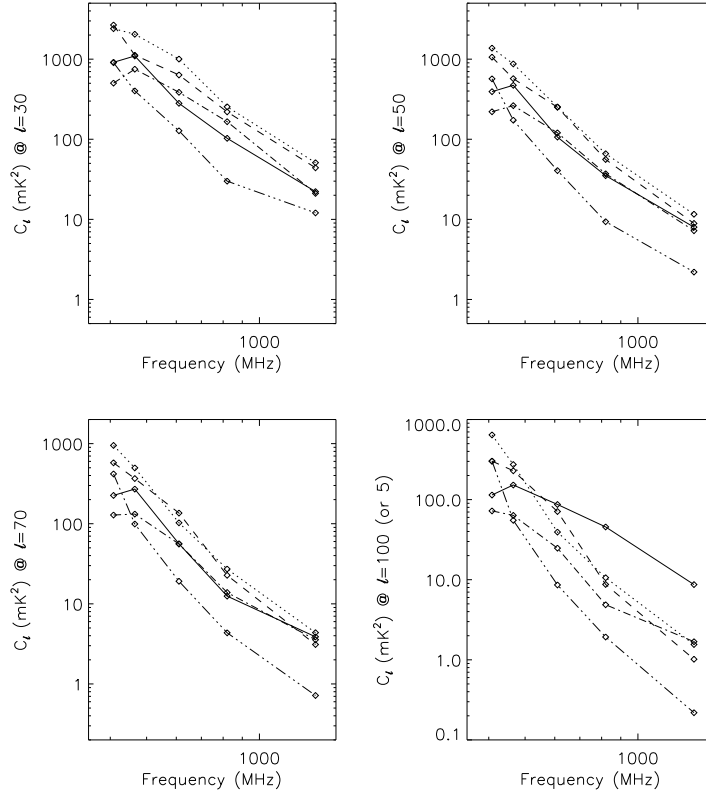 1000
100
10
1
C_ℓ (mK²) @ ℓ=30
1000
Frequency (MHz)
1000
100
10
1
C_ℓ (mK²) @ ℓ=50
1000
Frequency (MHz)
1000
100
10
1
C_ℓ (mK²) @ ℓ=70
1000
Frequency (MHz)
1000.0
100.0
10.0
1.0
0.1
C_ℓ (mK²) @ ℓ=100 (or 5)
1000
Frequency (MHz)